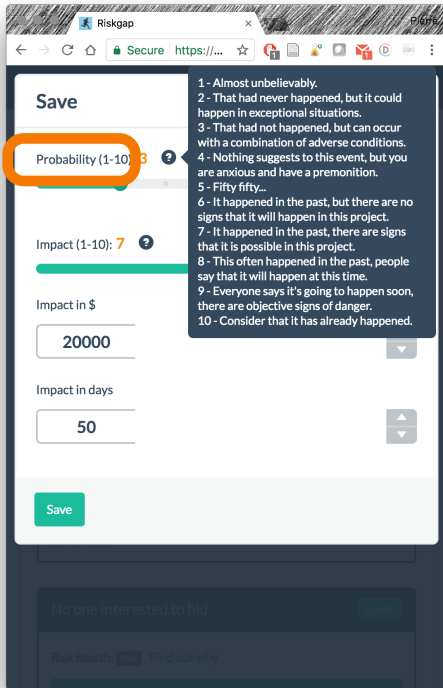 Riskgap
Pierre
Secure https://...
1
1
D
Save
1 - Almost unbelievably.
2 - That had never happened, but it could
happen in exceptional situations.
3 - That had not happened, but can occur
with a combination of adverse conditions.
4 - Nothing suggests to this event, but you
are anxious and have a premonition.
5 - Fifty fifty...
6 - It happened in the past, but there are no
signs that it will happen in this project.
7 - It happened in the past, there are signs
that it is possible in this project.
8 - This often happened in the past, people
say that it will happen at this time.
9 - Everyone says it's going to happen soon,
there are objective signs of danger.
10 - Consider that it has already happened.
Probability (1-10) 3 ?
Impact (1-10): 7 ?
Impact in $
20000
Impact in days
50
Save
No one interested to bid
Risk health: Find out why